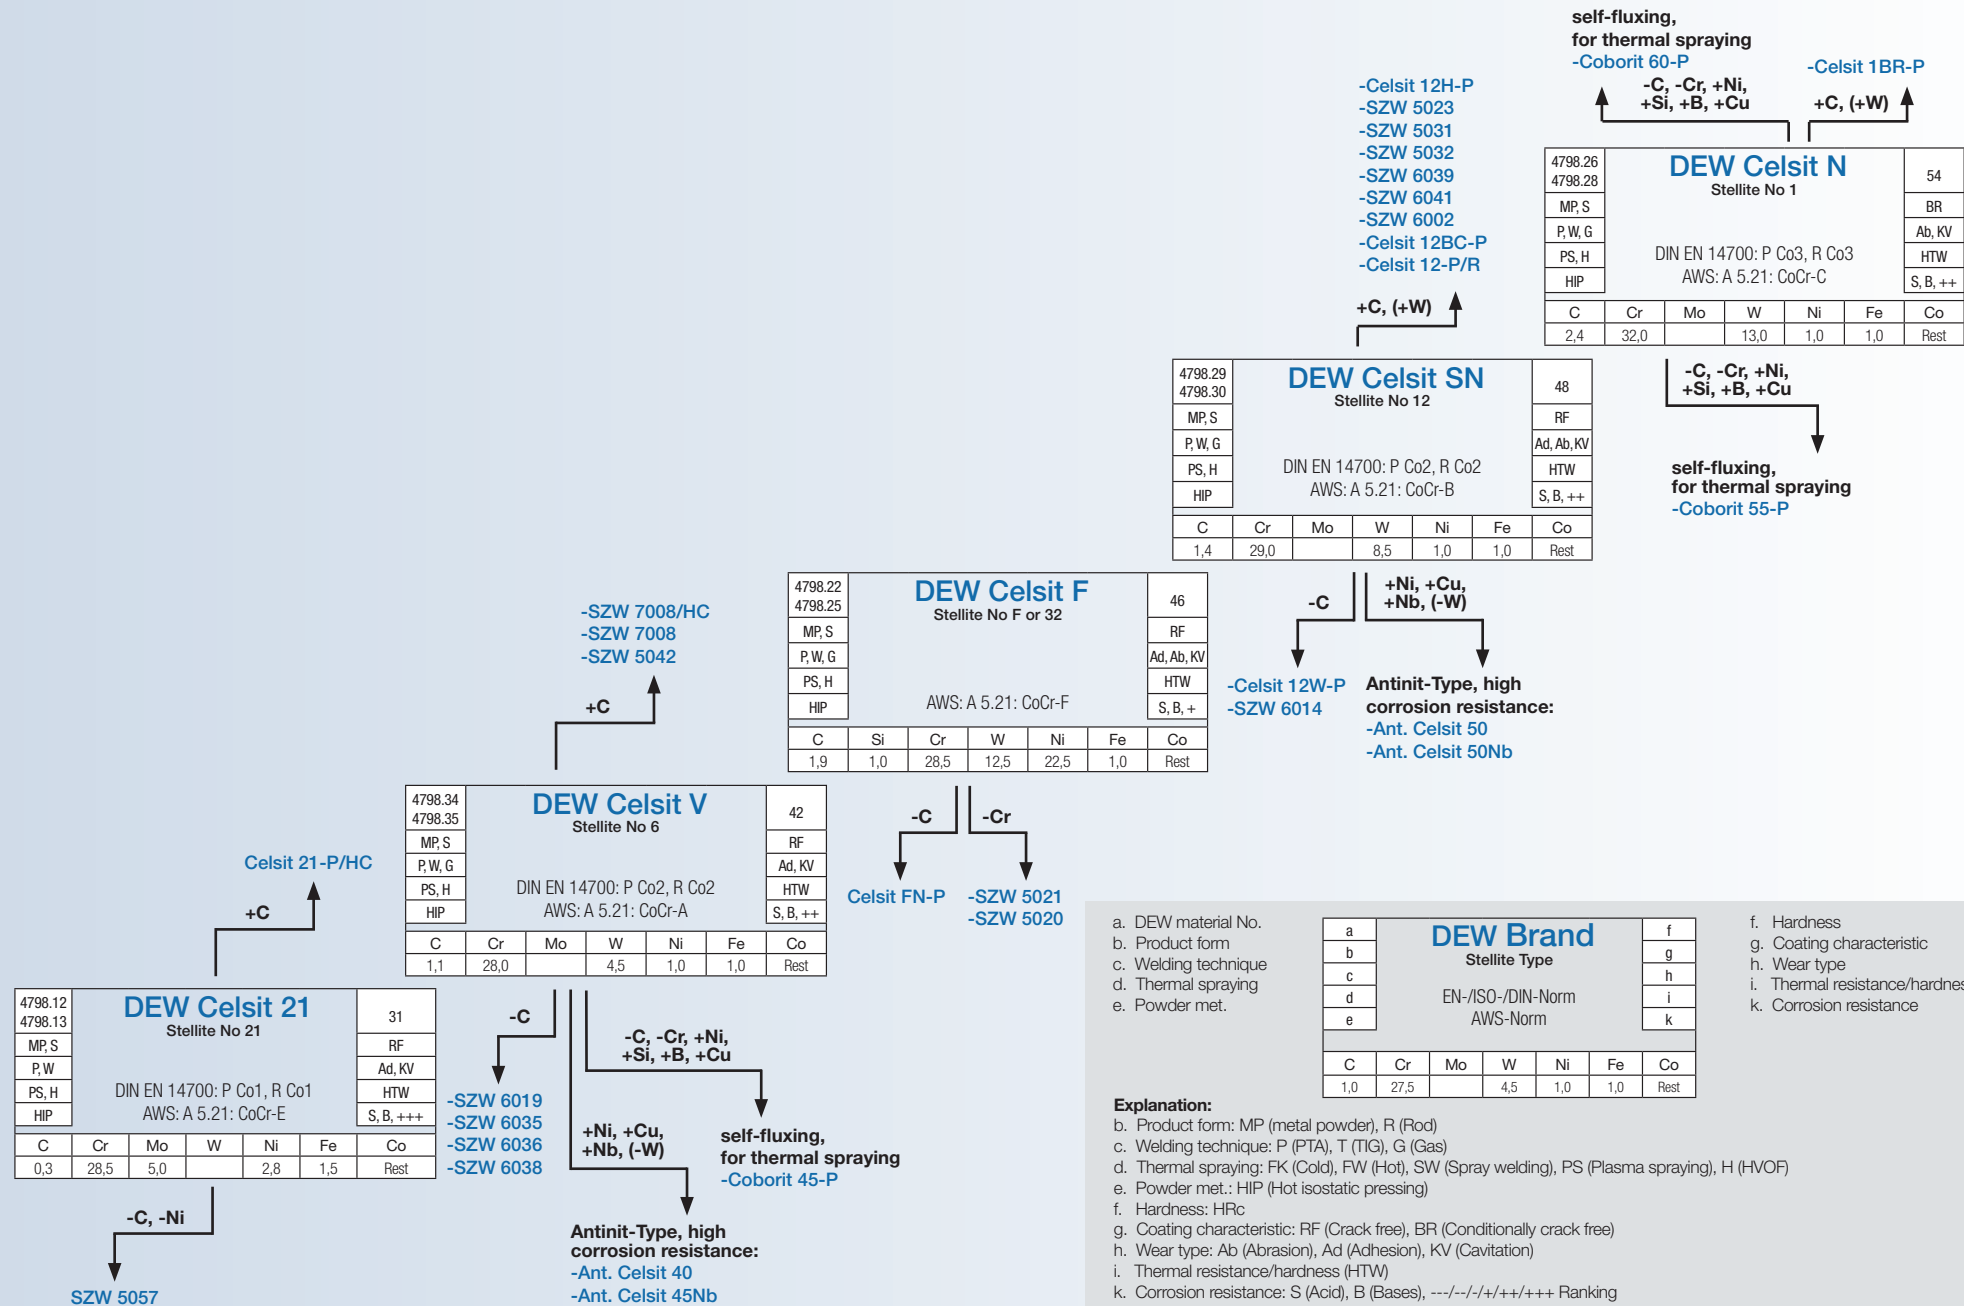 self-fluxing,
for thermal spraying
-Coborit 60-P
-C, -Cr, +Ni,
+Si, +B, +Cu
-Celsit 1BR-P
+C, (+W)
4798.26
4798.28
MP, S
P, W, G
PS, H
HIP
DEW Celsit N
Stellite No 1
DIN EN 14700: P Co3, R Co3
AWS: A 5.21: CoCr-C
54
BR
Ab, KV
HTW
S, B, ++
C Cr Mo W Ni Fe Co
2,4 32,0 13,0 1,0 1,0 Rest
-C, -Cr, +Ni,
+Si, +B, +Cu
self-fluxing,
for thermal spraying
-Coborit 55-P
-Celsit 12H-P
-SZW 5023
-SZW 5031
-SZW 5032
-SZW 6039
-SZW 6041
-SZW 6002
-Celsit 12BC-P
-Celsit 12-P/R
+C, (+W)
4798.29
4798.30
MP, S
P, W, G
PS, H
HIP
DEW Celsit SN
Stellite No 12
DIN EN 14700: P Co2, R Co2
AWS: A 5.21: CoCr-B
48
RF
Ad, Ab, KV
HTW
S, B, ++
C Cr Mo W Ni Fe Co
1,4 29,0 8,5 1,0 1,0 Rest
-C
+Ni, +Cu,
+Nb, (-W)
-Celsit 12W-P
-SZW 6014
Antinit-Type, high
corrosion resistance:
-Ant. Celsit 50
-Ant. Celsit 50Nb
4798.22
4798.25
MP, S
P, W, G
PS, H
HIP
DEW Celsit F
Stellite No F or 32
AWS: A 5.21: CoCr-F
46
RF
Ad, Ab, KV
HTW
S, B, +
C Si Cr W Ni Fe Co
1,9 1,0 28,5 12,5 22,5 1,0 Rest
-C
-Cr
Celsit FN-P
-SZW 5021
-SZW 5020
-SZW 7008/HC
-SZW 7008
-SZW 5042
+C
4798.34
4798.35
MP, S
P, W, G
PS, H
HIP
DEW Celsit V
Stellite No 6
DIN EN 14700: P Co2, R Co2
AWS: A 5.21: CoCr-A
42
RF
Ad, KV
HTW
S, B, ++
C Cr Mo W Ni Fe Co
1,1 28,0 4,5 1,0 1,0 Rest
-C
-SZW 6019
-SZW 6035
-SZW 6036
-SZW 6038
-C, -Cr, +Ni,
+Si, +B, +Cu
self-fluxing,
for thermal spraying
-Coborit 45-P
+Ni, +Cu,
+Nb, (-W)
Antinit-Type, high
corrosion resistance:
-Ant. Celsit 40
-Ant. Celsit 45Nb
Celsit 21-P/HC
+C
4798.12
4798.13
MP, S
P, W
PS, H
HIP
DEW Celsit 21
Stellite No 21
DIN EN 14700: P Co1, R Co1
AWS: A 5.21: CoCr-E
31
RF
Ad, KV
HTW
S, B, +++
C Cr Mo W Ni Fe Co
0,3 28,5 5,0 2,8 1,5 Rest
-C, -Ni
SZW 5057
a. DEW material No.
b. Product form
c. Welding technique
d. Thermal spraying
e. Powder met.
a
b
c
d
e
DEW Brand
Stellite Type
EN-/ISO-/DIN-Norm
AWS-Norm
f
g
h
i
k
C Cr Mo W Ni Fe Co
1,0 27,5 4,5 1,0 1,0 Rest
f. Hardness
g. Coating characteristic
h. Wear type
i. Thermal resistance/hardnes
k. Corrosion resistance
Explanation:
b. Product form: MP (metal powder), R (Rod)
c. Welding technique: P (PTA), T (TIG), G (Gas)
d. Thermal spraying: FK (Cold), FW (Hot), SW (Spray welding), PS (Plasma spraying), H (HVOF)
e. Powder met.: HIP (Hot isostatic pressing)
f. Hardness: HRc
g. Coating characteristic: RF (Crack free), BR (Conditionally crack free)
h. Wear type: Ab (Abrasion), Ad (Adhesion), KV (Cavitation)
i. Thermal resistance/hardness (HTW)
k. Corrosion resistance: S (Acid), B (Bases), ---/--/-/+/++/+++ Ranking